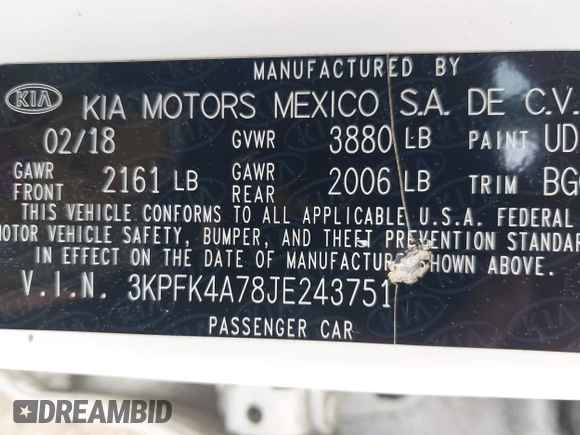 MANUFACTURED BY
KIA KIA MOTORS MEXICO S.A. DE C.V.
02/18 GVWR 3880 LB PAINT UD
GAWR FRONT 2161 LB GAWR REAR 2006 LB TRIM BG
THIS VEHICLE CONFORMS TO ALL APPLICABLE U.S.A. FEDERAL
MOTOR VEHICLE SAFETY, BUMPER, AND THEFT PREVENTION STANDAR
IN EFFECT ON THE DATE OF MANUFACTURE SHOWN ABOVE.
V.I.N. 3KPFK4A78JE243751
PASSENGER CAR
DREAMBID